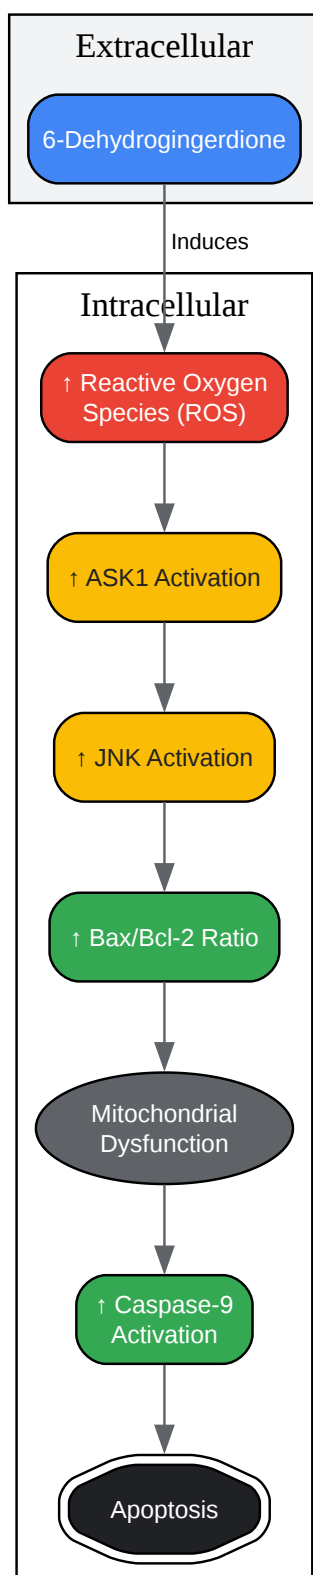 Extracellular
6-Dehydrogingerdione
Induces
Intracellular
↑ Reactive Oxygen
Species (ROS)
↑ ASK1 Activation
↑ JNK Activation
↑ Bax/Bcl-2 Ratio
Mitochondrial
Dysfunction
↑ Caspase-9
Activation
Apoptosis